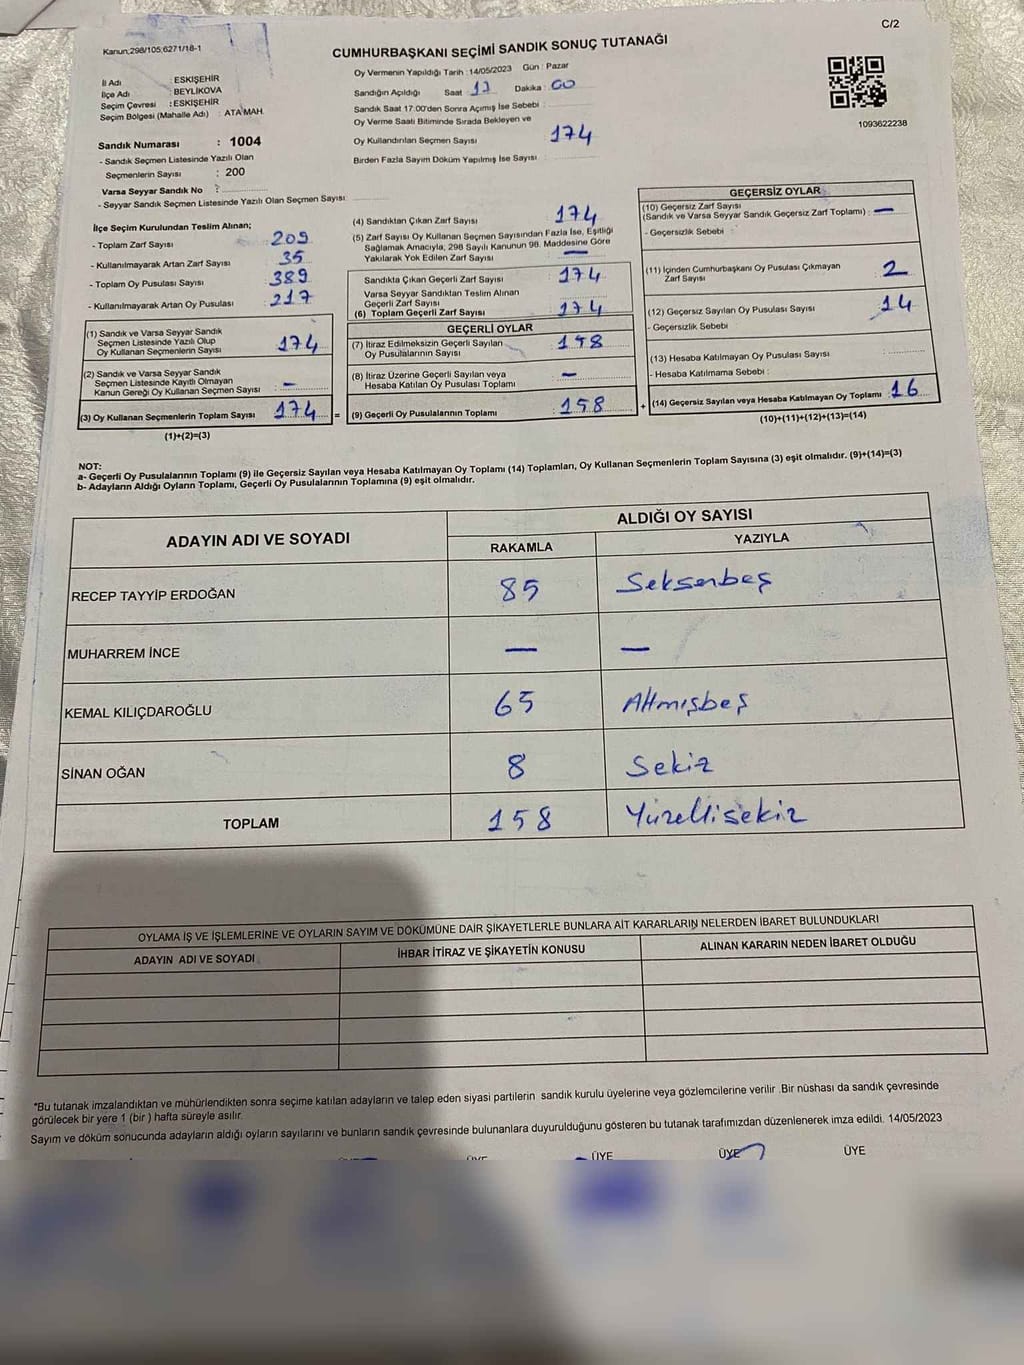 C/2
Kanun;298/105;6271/18-1
CUMHURBAŞKANI SEÇİMİ SANDIK SONUÇ TUTANAĞI
İl Adı : ESKIŞEHİR
İlçe Adı : BEYLİKOVA
Seçim Çevresi : ESKİŞEHİR
Seçim Bölgesi (Mahalle Adı) : ATA MAH.
Oy Vermenin Yapıldığı Tarih :14/05/2023 Gün : Pazar
Sandığın Açıldığı Saat 17 Dakika : 00
Sandık Saat 17:00'den Sonra Açımış İse Sebebi :
Oy Verme Saati Bitiminde Sırada Bekleyen ve
Oy Kullandırılan Seçmen Sayısı 174
Birden Fazla Sayım Döküm Yapılmış İse Sayısı :
1093622238
Sandık Numarası : 1004
- Sandık Seçmen Listesinde Yazılı Olan
Seçmenlerin Sayısı : 200
Varsa Seyyar Sandık No :
- Seyyar Sandık Seçmen Listesinde Yazılı Olan Seçmen Sayısı:
İlçe Seçim Kurulundan Teslim Alınan;
- Toplam Zarf Sayısı 209
- Kullanılmayarak Artan Zarf Sayısı 35
- Toplam Oy Pusulası Sayısı 389
- Kullanılmayarak Artan Oy Pusulası 217
(1) Sandık ve Varsa Seyyar Sandık
Seçmen Listesinde Yazılı Olup
Oy Kullanan Seçmenlerin Sayısı 174
(2) Sandık ve Varsa Seyyar Sandık
Seçmen Listesinde Kayıtlı Olmayan
Kanun Gereği Oy Kullanan Seçmen Sayısı : –
(3) Oy Kullanan Seçmenlerin Toplam Sayısı 174 =
(1)+(2)=(3)
(4) Sandıktan Çıkan Zarf Sayısı 174
(5) Zarf Sayısı Oy Kullanan Seçmen Sayısından Fazla İse, Eşitliği
Sağlamak Amacıyla; 298 Sayılı Kanunun 98. Maddesine Göre
Yakılarak Yok Edilen Zarf Sayısı : —
Sandıkta Çıkan Geçerli Zarf Sayısı : 174
Varsa Seyyar Sandıktan Teslim Alınan
Geçerli Zarf Sayısı
(6) Toplam Geçerli Zarf Sayısı : 174
GEÇERLİ OYLAR
(7) İtiraz Edilmeksizin Geçerli Sayılan
Oy Pusulalarının Sayısı : 158
(8) İtiraz Üzerine Geçerli Sayılan veya
Hesaba Katılan Oy Pusulası Toplamı : –
(9) Geçerli Oy Pusulalarının Toplamı : 158 +
GEÇERSİZ OYLAR
(10) Geçersiz Zarf Sayısı
(Sandık ve Varsa Seyyar Sandık Geçersiz Zarf Toplamı) : —
- Geçersizlik Sebebi :
(11) İçinden Cumhurbaşkanı Oy Pusulası Çıkmayan
Zarf Sayısı 2
(12) Geçersiz Sayılan Oy Pusulası Sayısı 14
- Geçersizlik Sebebi
(13) Hesaba Katılmayan Oy Pusulası Sayısı
- Hesaba Katılmama Sebebi :
(14) Geçersiz Sayılan veya Hesaba Katılmayan Oy Toplamı : 16
(10)+(11)+(12)+(13)=(14)
NOT:
a- Geçerli Oy Pusulalarının Toplamı (9) ile Geçersiz Sayılan veya Hesaba Katılmayan Oy Toplamı (14) Toplamları, Oy Kullanan Seçmenlerin Toplam Sayısına (3) eşit olmalıdır. (9)+(14)=(3)
b- Adayların Aldığı Oyların Toplamı, Geçerli Oy Pusulalarının Toplamına (9) eşit olmalıdır.
ADAYIN ADI VE SOYADI
ALDIĞI OY SAYISI
RAKAMLA YAZIYLA
RECEP TAYYİP ERDOĞAN 85 Seksenbeş
MUHARREM İNCE — —
KEMAL KILIÇDAROĞLU 65 Altmışbeş
SİNAN OĞAN 8 Sekiz
TOPLAM 158 Yüzellisekiz
OYLAMA İŞ VE İŞLEMLERİNE VE OYLARIN SAYIM VE DÖKÜMÜNE DAİR ŞİKAYETLERLE BUNLARA AİT KARARLARIN NELERDEN İBARET BULUNDUKLARI
ADAYIN ADI VE SOYADI İHBAR İTİRAZ VE ŞİKAYETİN KONUSU ALINAN KARARIN NEDEN İBARET OLDUĞU
*Bu tutanak imzalandıktan ve mühürlendikten sonra seçime katılan adayların ve talep eden siyasi partilerin sandık kurulu üyelerine veya gözlemcilerine verilir .Bir nüshası da sandık çevresinde
görülecek bir yere 1 (bir ) hafta süreyle asılır.
Sayım ve döküm sonucunda adayların aldığı oyların sayılarını ve bunların sandık çevresinde bulunanlara duyurulduğunu gösteren bu tutanak tarafımızdan düzenlenerek imza edildi. 14/05/2023
ÜYE ÜYE ÜYE ÜYE